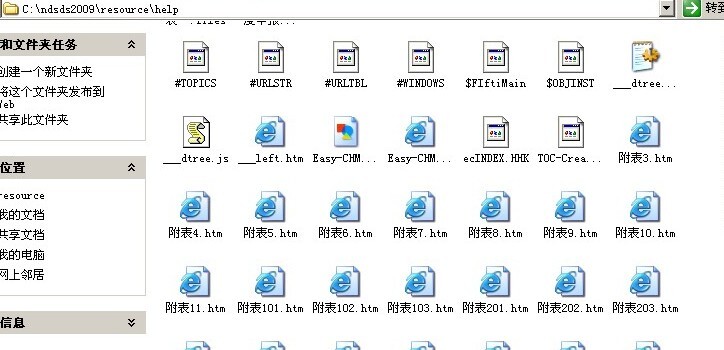 C:\ndsds2009\resource\help
转到
和文件夹任务
创建一个新文件夹
将这个文件夹发布到
Web
共享此文件夹
位置
resource
我的文档
共享文档
我的电脑
网上邻居
信息
#TOPICS #URLSTR #URLTBL #WINDOWS $FIftiMain $OBJINST ___dtree...
___dtree.js ___left.htm Easy-CHM... Easy-CHM... ecINDEX.HHK TOC-Crea... 附表3.htm
附表4.htm 附表5.htm 附表6.htm 附表7.htm 附表8.htm 附表9.htm 附表10.htm
附表11.htm 附表101.htm 附表102.htm 附表103.htm 附表201.htm 附表202.htm 附表203.htm